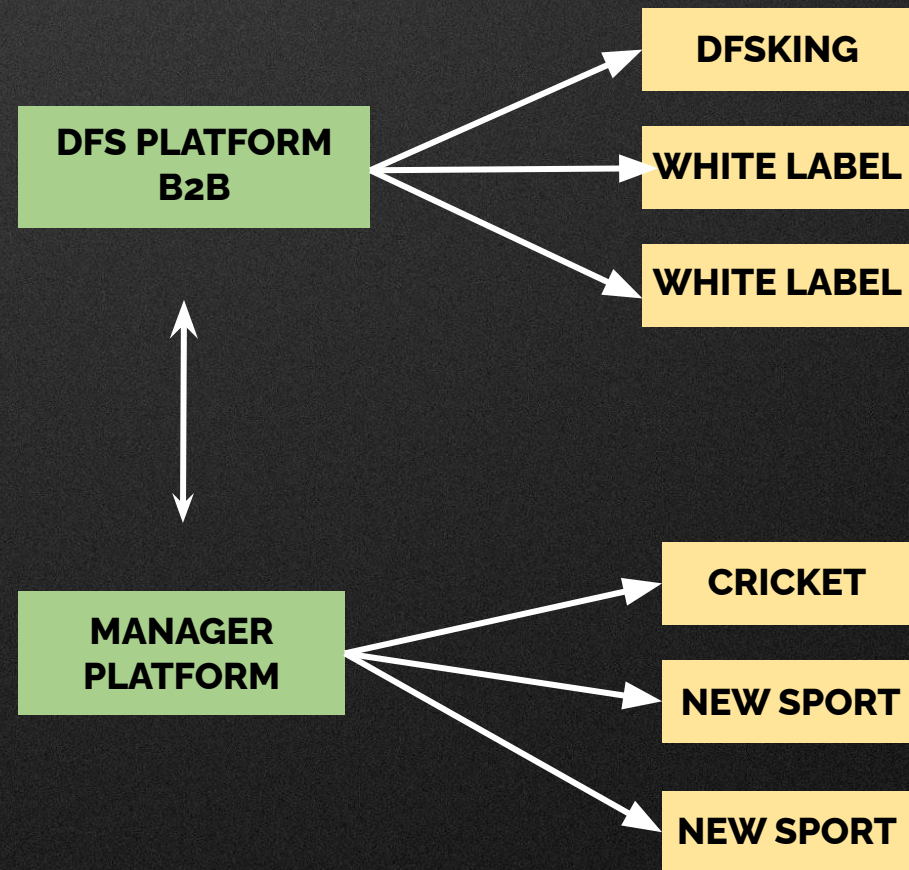 DFSKING
DFS PLATFORM
B2B
WHITE LABEL
WHITE LABEL
MANAGER
PLATFORM
CRICKET
NEW SPORT
NEW SPORT